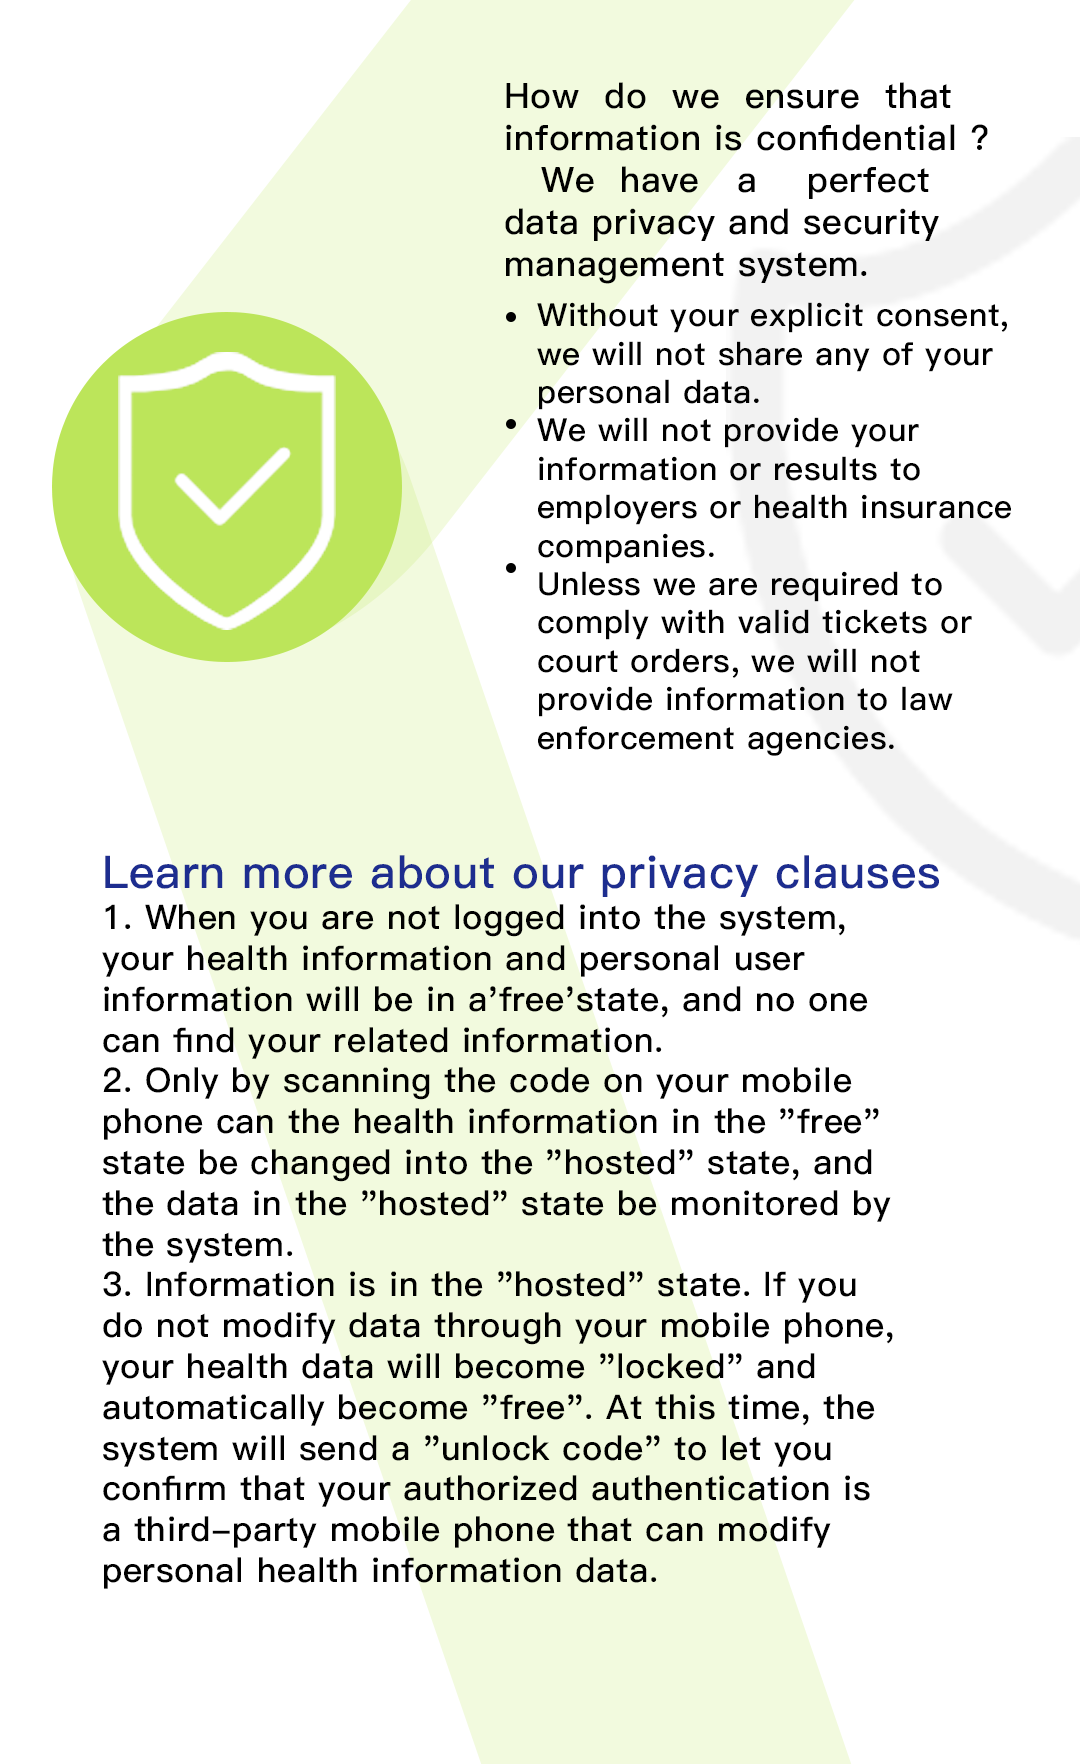 How do we ensure that
information is confidential ?
We have a perfect
data privacy and security
management system.
• Without your explicit consent,
we will not share any of your
personal data.
• We will not provide your
information or results to
employers or health insurance
companies.
• Unless we are required to
comply with valid tickets or
court orders, we will not
provide information to law
enforcement agencies.
Learn more about our privacy clauses
1. When you are not logged into the system,
your health information and personal user
information will be in a’free’state, and no one
can find your related information.
2. Only by scanning the code on your mobile
phone can the health information in the ”free”
state be changed into the ”hosted” state, and
the data in the ”hosted” state be monitored by
the system.
3. Information is in the ”hosted” state. If you
do not modify data through your mobile phone,
your health data will become ”locked” and
automatically become ”free”. At this time, the
system will send a ”unlock code” to let you
confirm that your authorized authentication is
a third–party mobile phone that can modify
personal health information data.